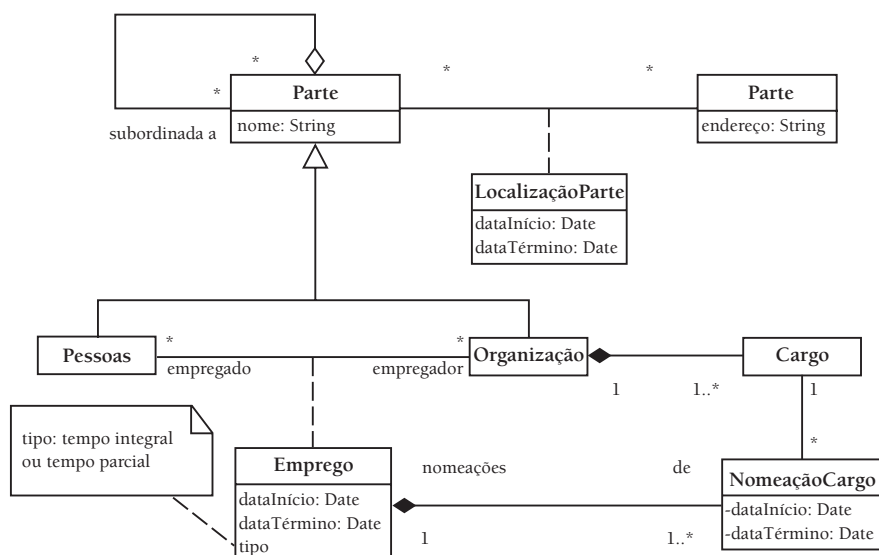 *
*
*
*
Parte
nome: String
subordinada a
Parte
endereço: String
LocalizaçãoParte
dataInício: Date
dataTérmino: Date
Pessoas
*
empregado
*
empregador
Organização
1
1..*
Cargo
1
*
tipo: tempo integral
ou tempo parcial
Emprego
dataInício: Date
dataTérmino: Date
tipo
nomeações
de
1
1..*
NomeaçãoCargo
-dataInício: Date
-dataTérmino: Date